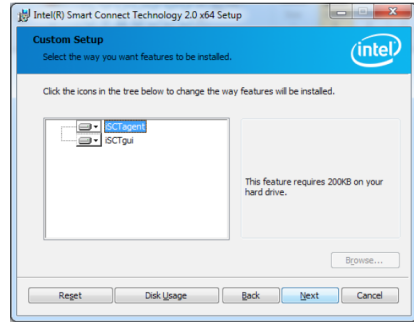 Intel(R) Smart Connect Technology 2.0 x64 Setup
Custom Setup
Select the way you want features to be installed.
intel
Click the icons in the tree below to change the way features will be installed.
iSCTagent
iSCTgui
This feature requires 200KB on your
hard drive.
Browse...
Reset
Disk Usage
Back
Next
Cancel